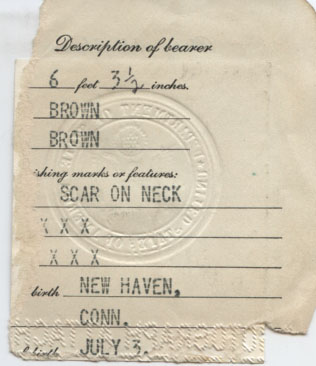 Description of bearer
6 feet 3½ inches.
BROWN
BROWN
shing marks or features:
SCAR ON NECK
X X X
X X X
birth NEW HAVEN,
CONN.
birth JULY 3.